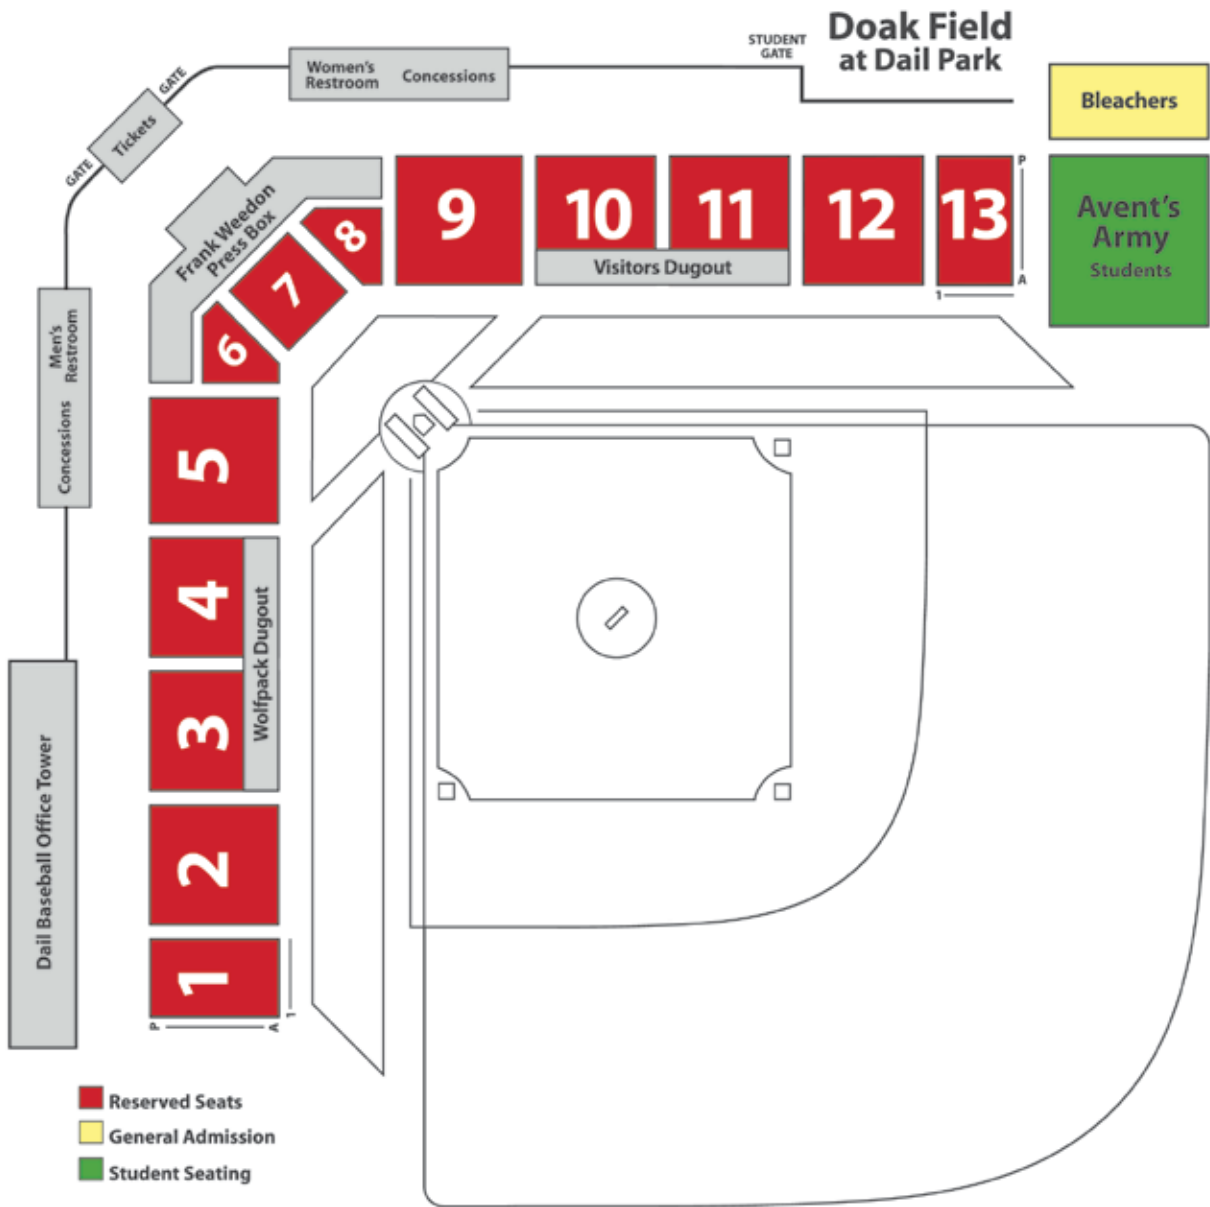 Doak Field
at Dail Park
STUDENT
GATE
Women's
Restroom
Concessions
GATE
Tickets
GATE
Bleachers
Frank Weedon
Press Box
9
10
11
12
13
P
A
1
Visitors Dugout
Avent's
Army
Students
8
7
6
Men's
Restroom
Concessions
5
4
3
Wolfpack Dugout
2
1
1
P
A
Dail Baseball Office Tower
Reserved Seats
General Admission
Student Seating